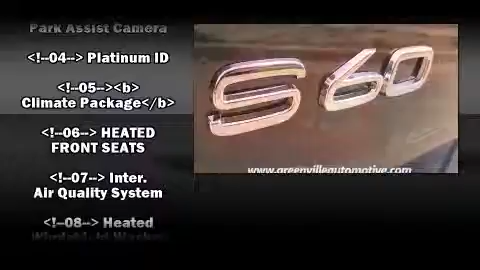 Park Assist Camera
<!--04--> Platinum ID
<!--05--><b>
Climate Package</b>
<!--06--> HEATED
FRONT SEATS
<!--07--> Inter.
Air Quality System
<!--08--> Heated
S60
www.greenvilleautomotive.com